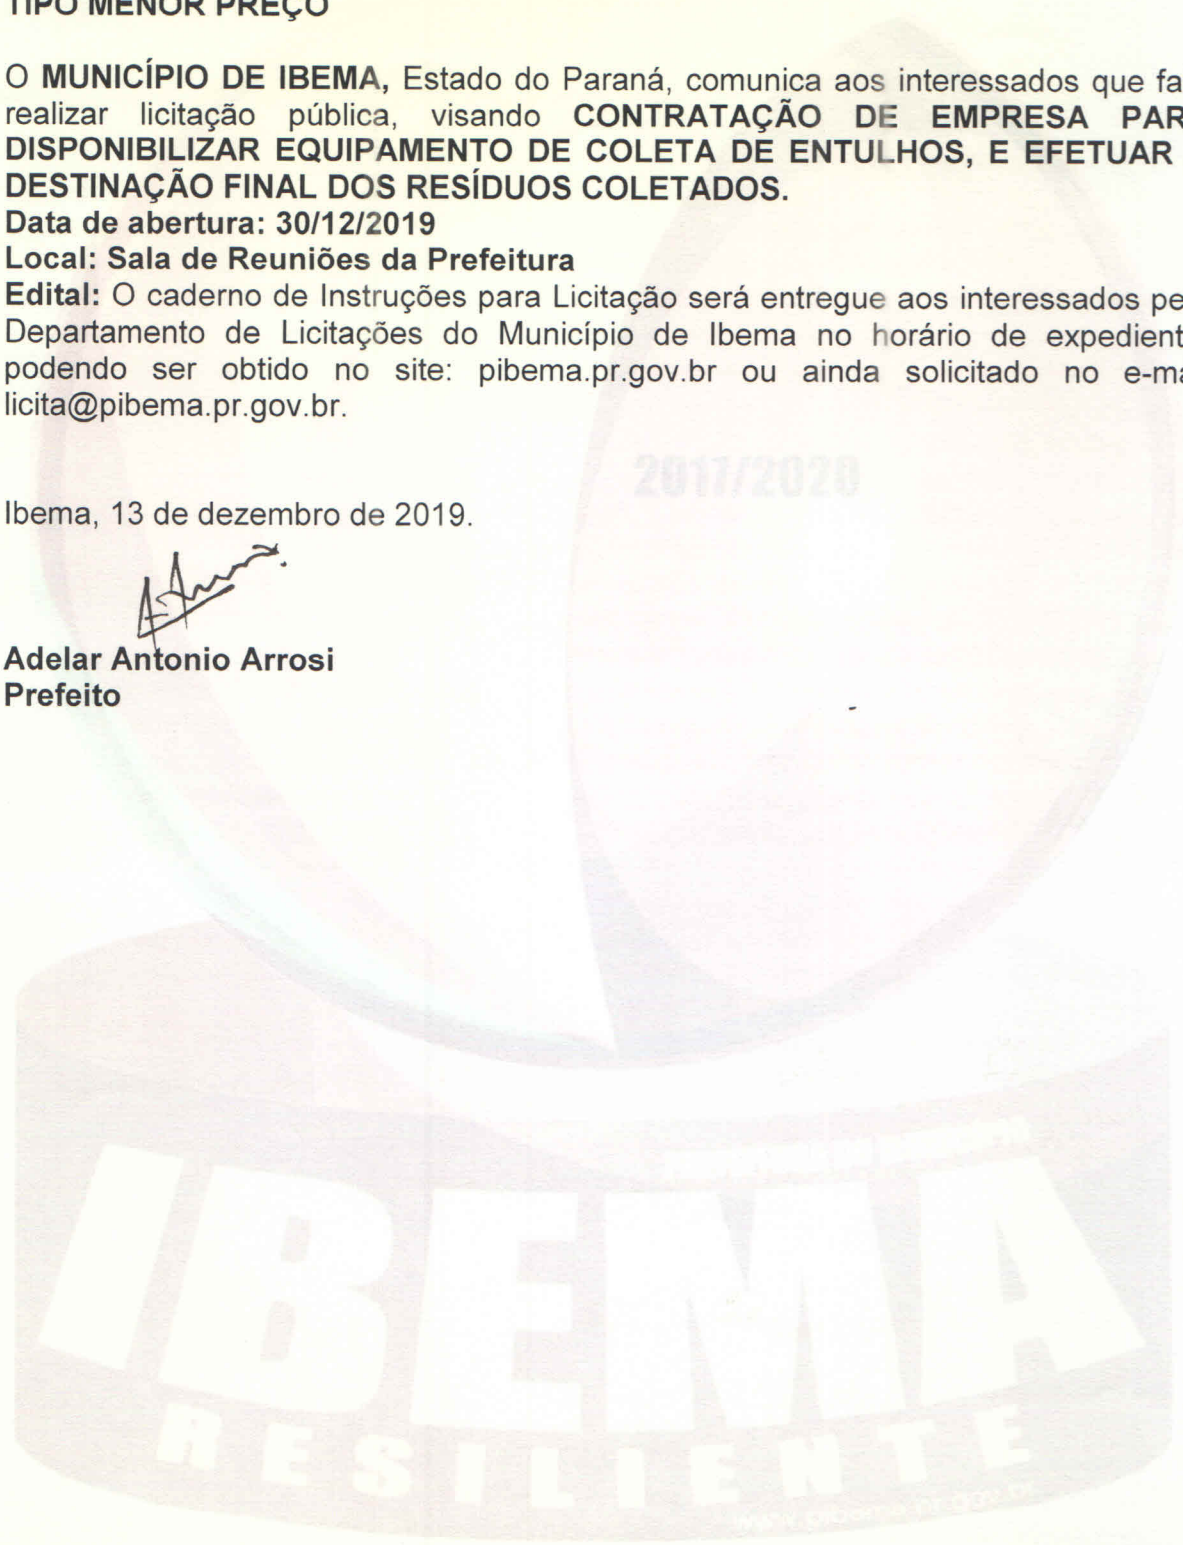 TIPO MENOR PREÇO
O MUNICÍPIO DE IBEMA, Estado do Paraná, comunica aos interessados que fa
realizar licitação pública, visando CONTRATAÇÃO DE EMPRESA PAR
DISPONIBILIZAR EQUIPAMENTO DE COLETA DE ENTULHOS, E EFETUAR
DESTINAÇÃO FINAL DOS RESÍDUOS COLETADOS.
Data de abertura: 30/12/2019
Local: Sala de Reuniões da Prefeitura
Edital: O caderno de Instruções para Licitação será entregue aos interessados pe
Departamento de Licitações do Município de Ibema no horário de expedient
podendo ser obtido no site: pibema.pr.gov.br ou ainda solicitado no e-ma
licita@pibema.pr.gov.br.
2017/2020
Ibema, 13 de dezembro de 2019.
Adelar Antonio Arrosi
Prefeito
IBEMA
RESILIENTE
www.pibema.pr.gov.br